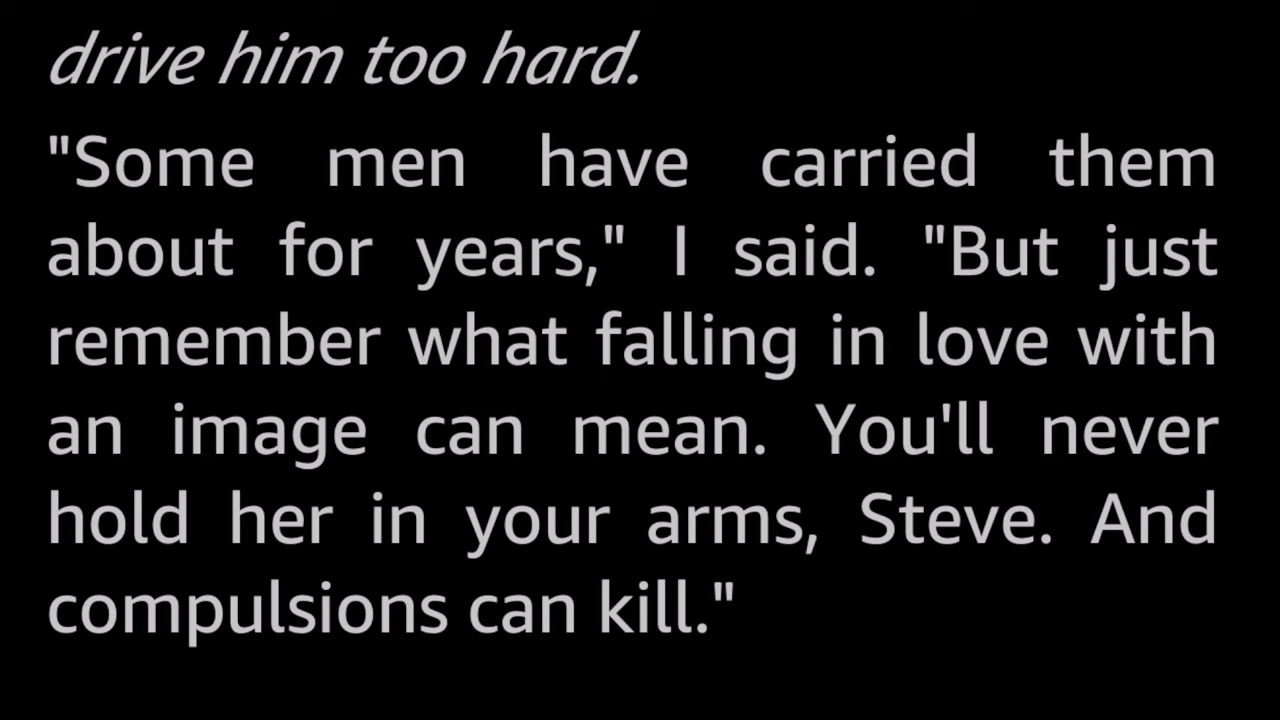 drive him too hard.
"Some men have carried them
about for years," I said. "But just
remember what falling in love with
an image can mean. You'll never
hold her in your arms, Steve. And
compulsions can kill."